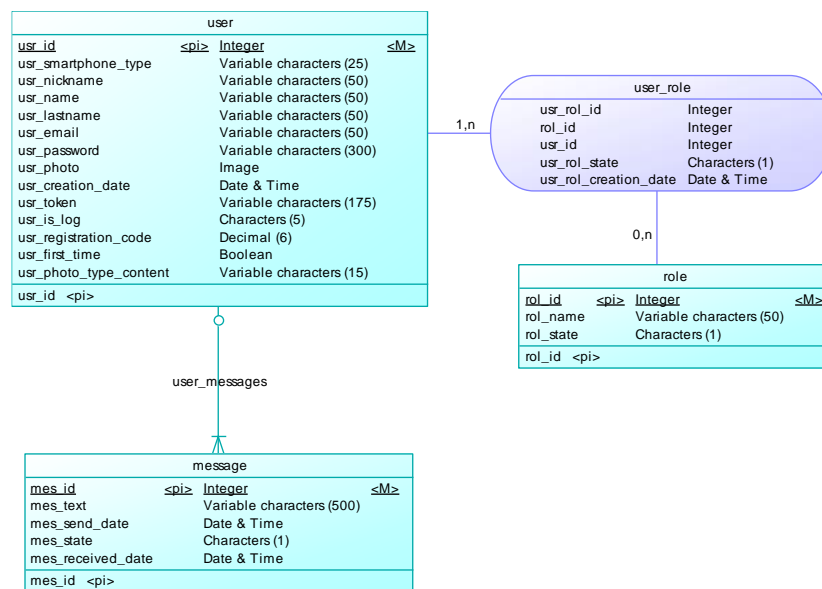 user
usr_id <pi> Integer <M>
usr_smartphone_type Variable characters (25)
usr_nickname Variable characters (50)
usr_name Variable characters (50)
usr_lastname Variable characters (50)
usr_email Variable characters (50)
usr_password Variable characters (300)
usr_photo Image
usr_creation_date Date & Time
usr_token Variable characters (175)
usr_is_log Characters (5)
usr_registration_code Decimal (6)
usr_first_time Boolean
usr_photo_type_content Variable characters (15)
usr_id <pi>
1,n
user_role
usr_rol_id Integer
rol_id Integer
usr_id Integer
usr_rol_state Characters (1)
usr_rol_creation_date Date & Time
0,n
role
rol_id <pi> Integer <M>
rol_name Variable characters (50)
rol_state Characters (1)
rol_id <pi>
user_messages
message
mes_id <pi> Integer <M>
mes_text Variable characters (500)
mes_send_date Date & Time
mes_state Characters (1)
mes_received_date Date & Time
mes_id <pi>